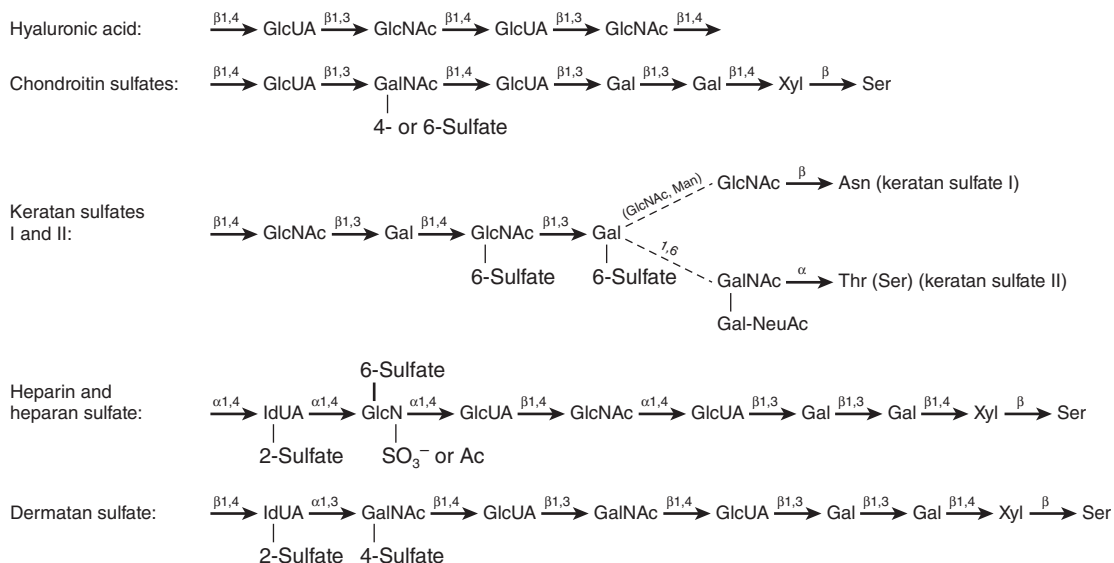 Hyaluronic acid: β1,4 GlcUA β1,3 GlcNAc β1,4 GlcUA β1,3 GlcNAc β1,4
Chondroitin sulfates: β1,4 GlcUA β1,3 GalNAc β1,4 GlcUA β1,3 Gal β1,3 Gal β1,4 Xyl β Ser
4- or 6-Sulfate
(GlcNAc, Man) GlcNAc β Asn (keratan sulfate I)
Keratan sulfates
I and II: β1,4 GlcNAc β1,3 Gal β1,4 GlcNAc β1,3 Gal
6-Sulfate 6-Sulfate 1,6 GalNAc α Thr (Ser) (keratan sulfate II)
Gal-NeuAc
6-Sulfate
Heparin and
heparan sulfate: α1,4 IdUA α1,4 GlcN α1,4 GlcUA β1,4 GlcNAc α1,4 GlcUA β1,3 Gal β1,3 Gal β1,4 Xyl β Ser
2-Sulfate SO₃⁻ or Ac
Dermatan sulfate: β1,4 IdUA α1,3 GalNAc β1,4 GlcUA β1,3 GalNAc β1,4 GlcUA β1,3 Gal β1,3 Gal β1,4 Xyl β Ser
2-Sulfate 4-Sulfate